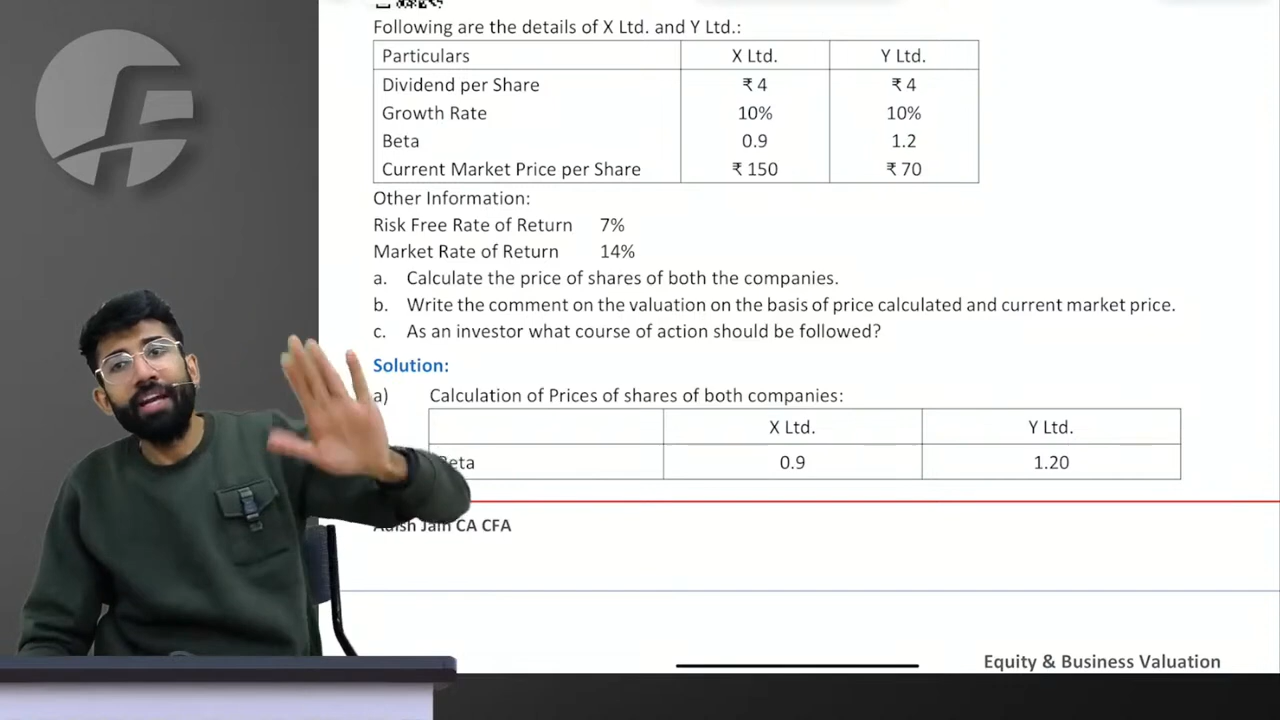 Following are the details of X Ltd. and Y Ltd.:
Particulars X Ltd. Y Ltd.
Dividend per Share ₹ 4 ₹ 4
Growth Rate 10% 10%
Beta 0.9 1.2
Current Market Price per Share ₹ 150 ₹ 70
Other Information:
Risk Free Rate of Return 7%
Market Rate of Return 14%
a. Calculate the price of shares of both the companies.
b. Write the comment on the valuation on the basis of price calculated and current market price.
c. As an investor what course of action should be followed?
Solution:
a) Calculation of Prices of shares of both companies:
X Ltd. Y Ltd.
Beta 0.9 1.20
Jain CA CFA
Equity & Business Valuation